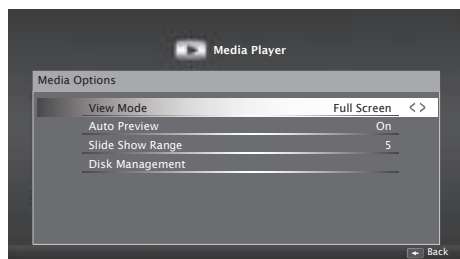 Media Player
Media Options
View Mode Full Screen < >
Auto Preview On
Slide Show Range 5
Disk Management
Back